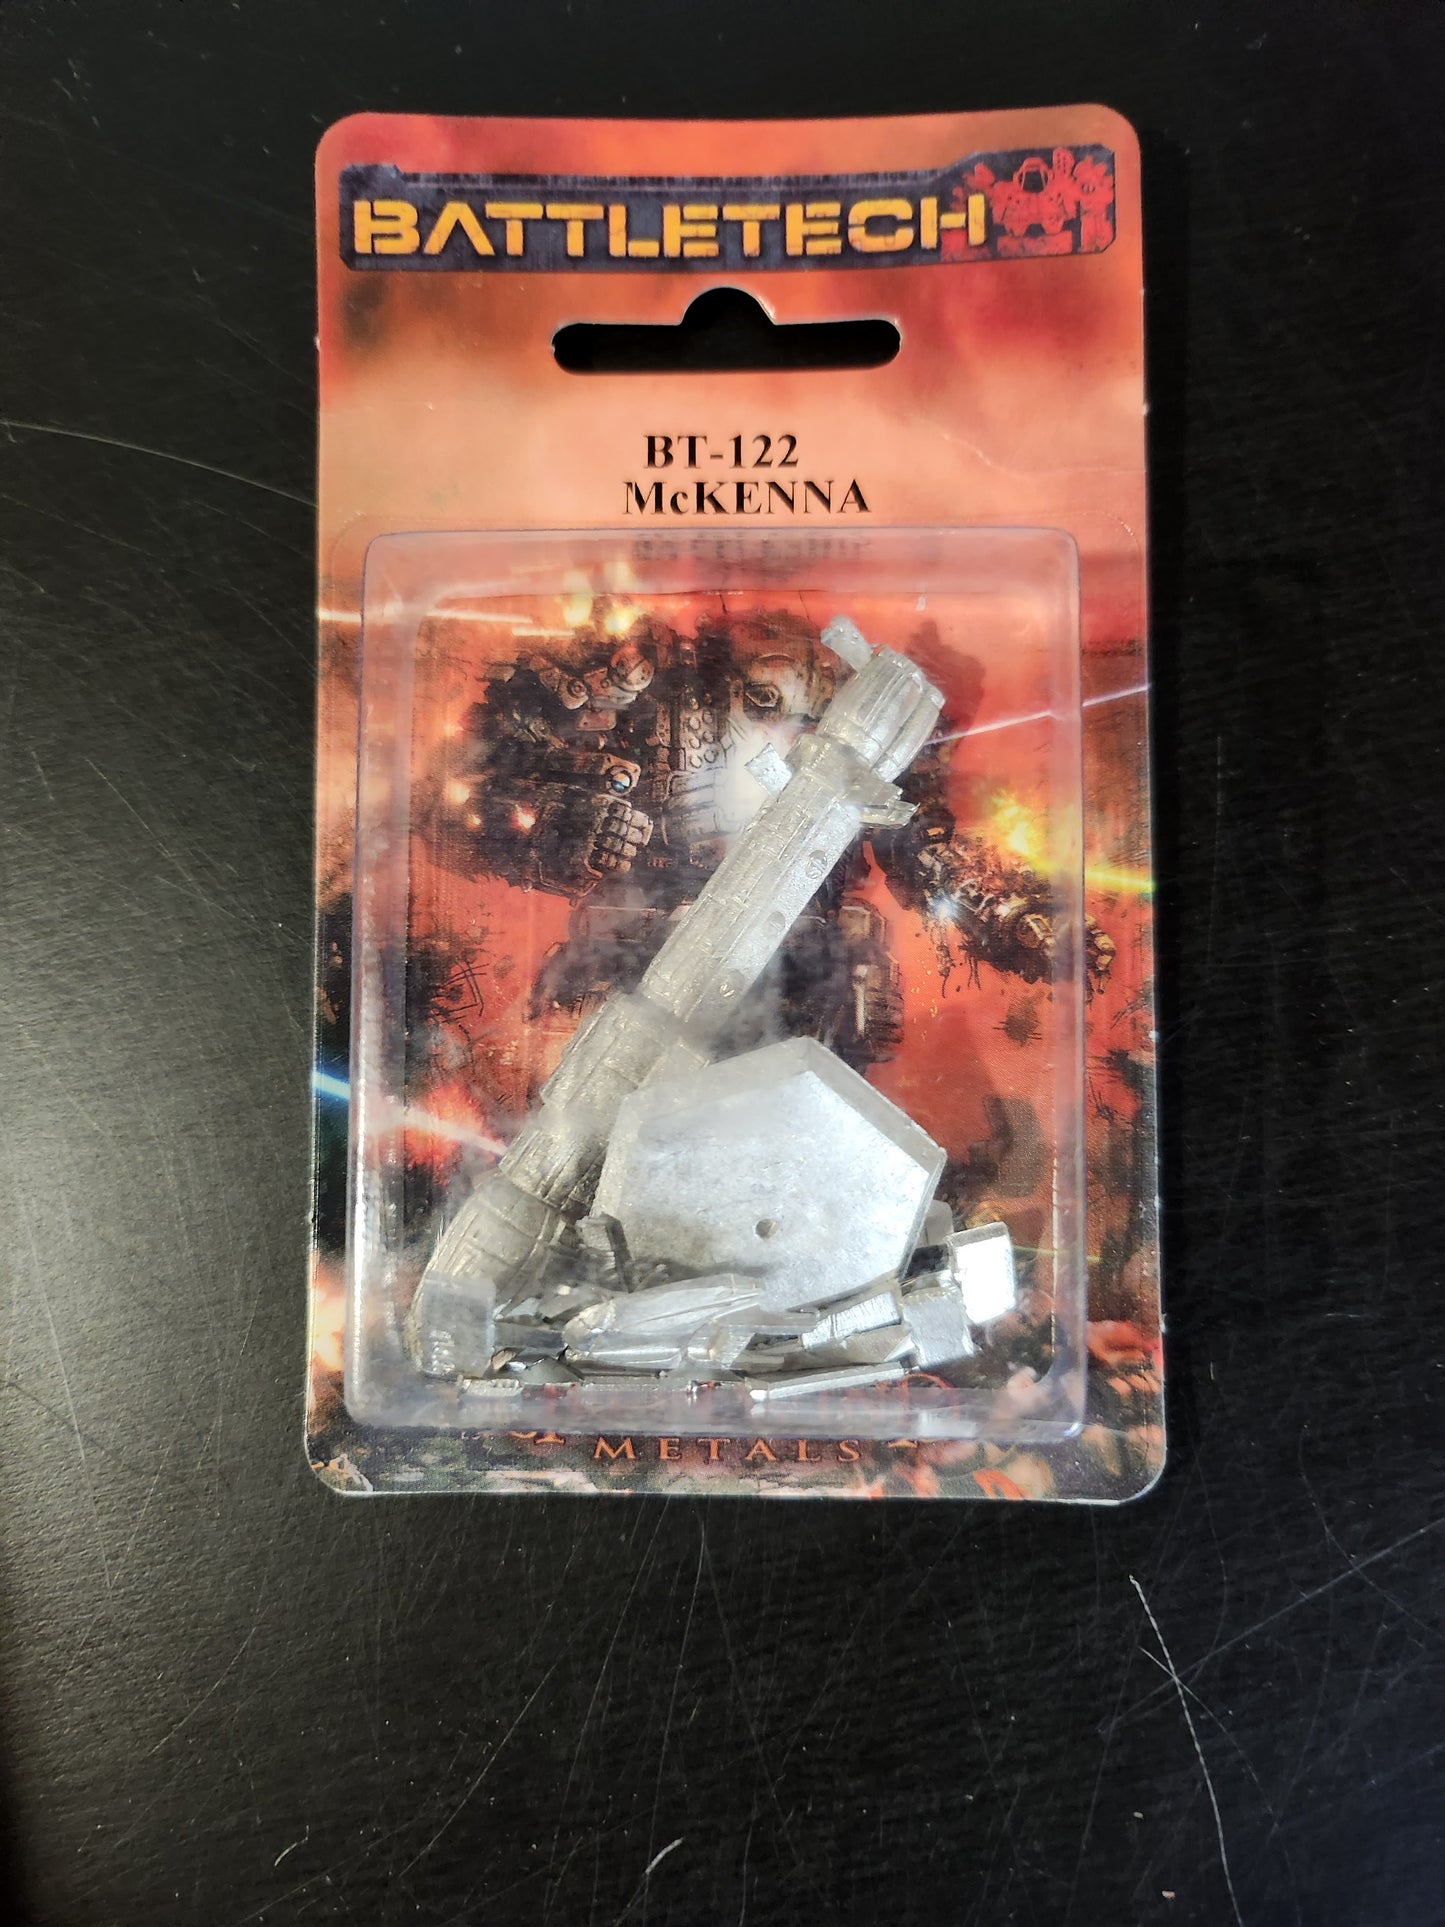 BATTLETECH
BT-122
McKENNA
METALS